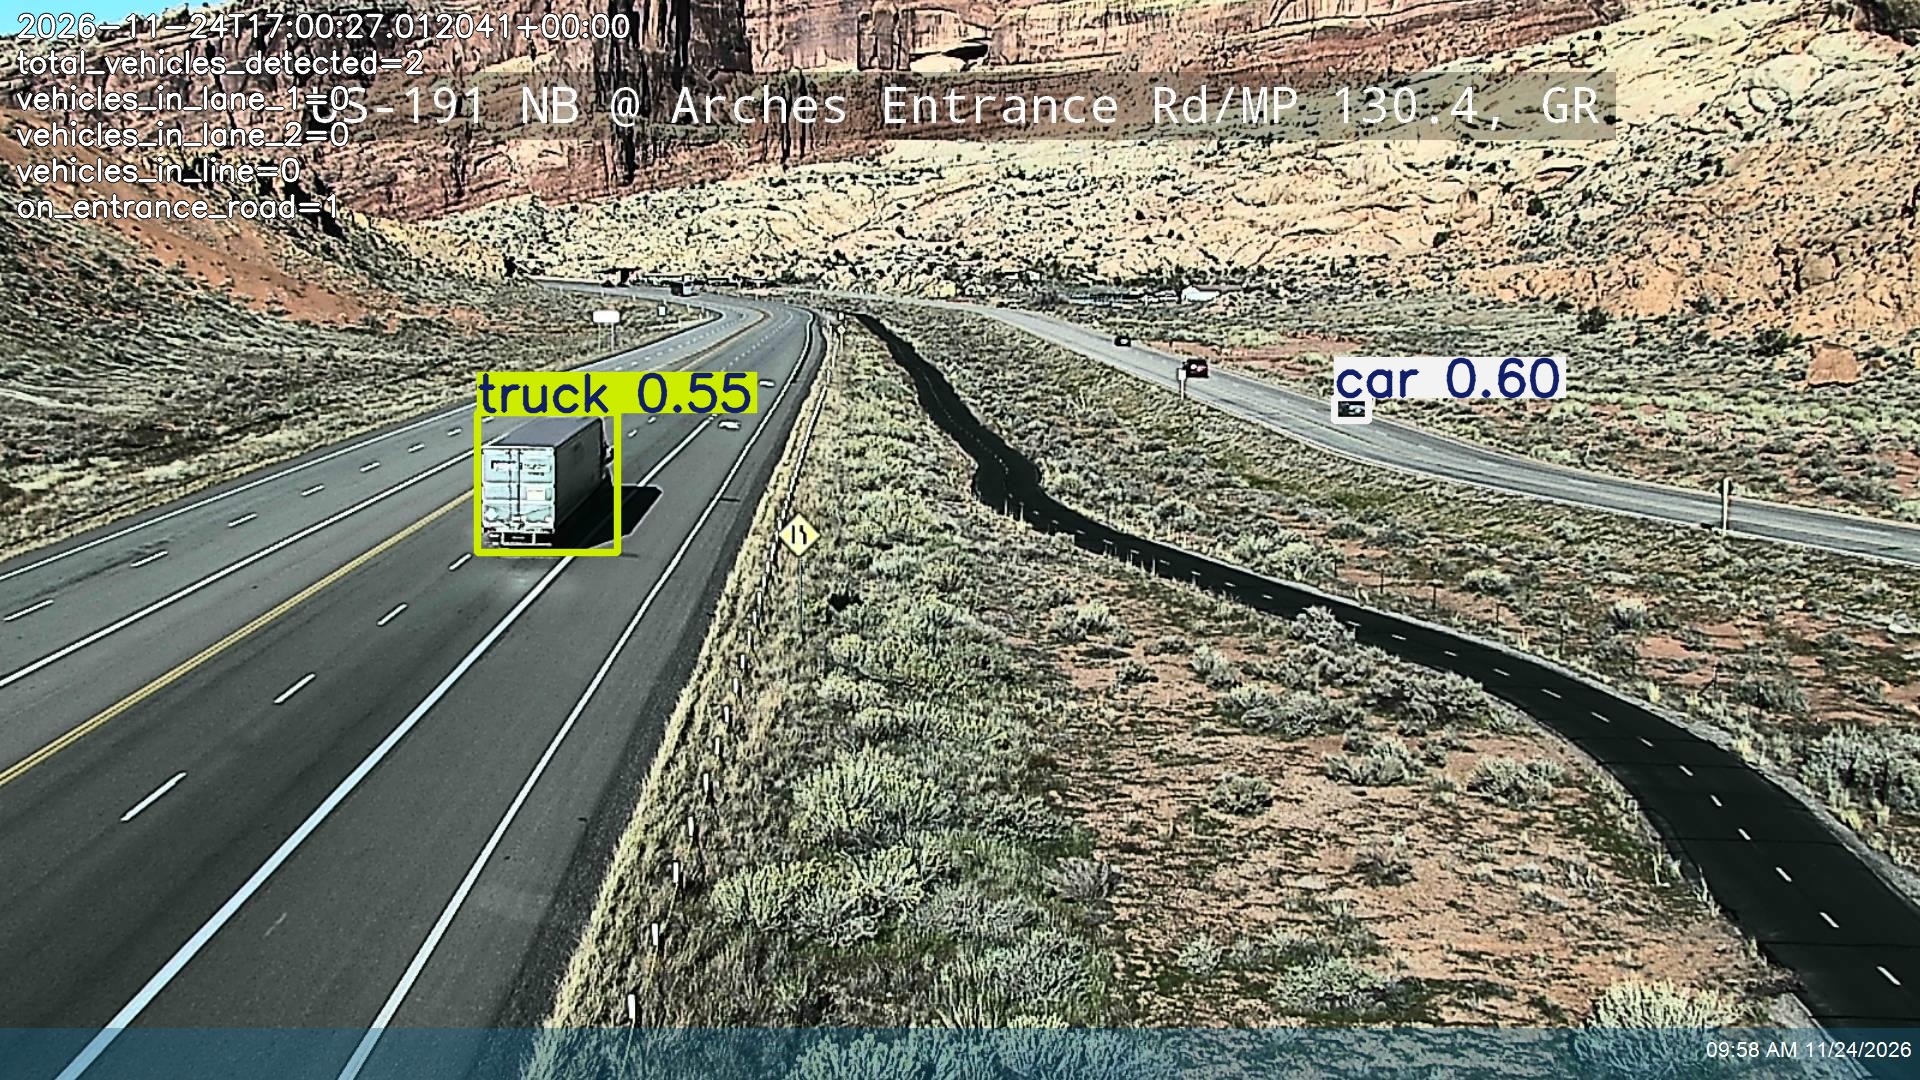 2026-11-24T17:00:27.012041+00:00
total_vehicles_detected=2
vehicles_in_lane_1=0
US-191 NB @ Arches Entrance Rd/MP 130.4, GR
vehicles_in_lane_2=0
vehicles_in_line=0
on_entrance_road=1
truck 0.55
car 0.60
09:58 AM 11/24/2026